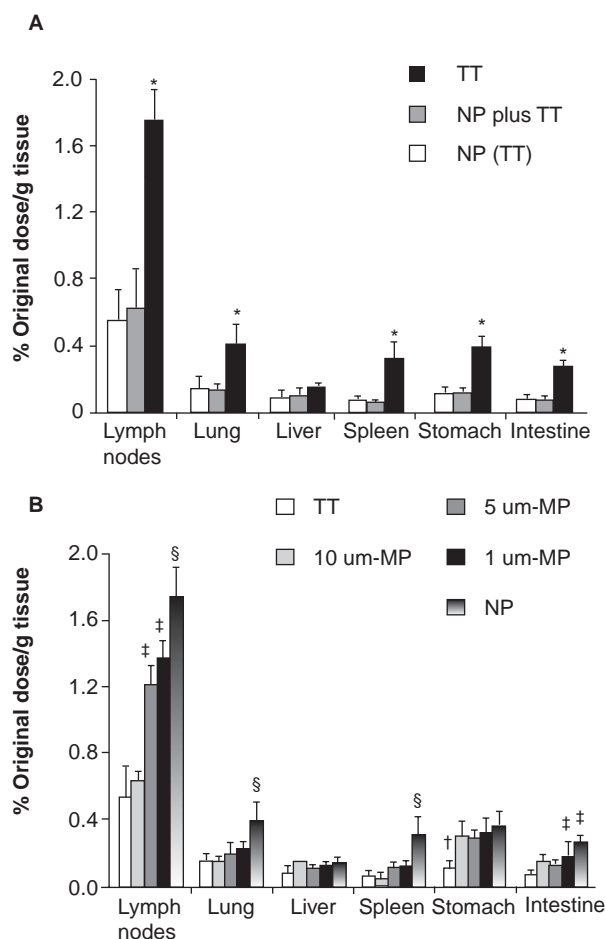 A
% Original dose/g tissue
2.0
1.6
1.2
0.8
0.4
0
*
*
*
*
*
TT
NP plus TT
NP (TT)
Lymph nodes
Lung
Liver
Spleen
Stomach
Intestine
B
TT
5 um-MP
10 um-MP
1 um-MP
NP
% Original dose/g tissue
2.0
1.6
1.2
0.8
0.4
0.0
‡
‡
§
§
§
†
‡
‡
Lymph nodes
Lung
Liver
Spleen
Stomach
Intestine